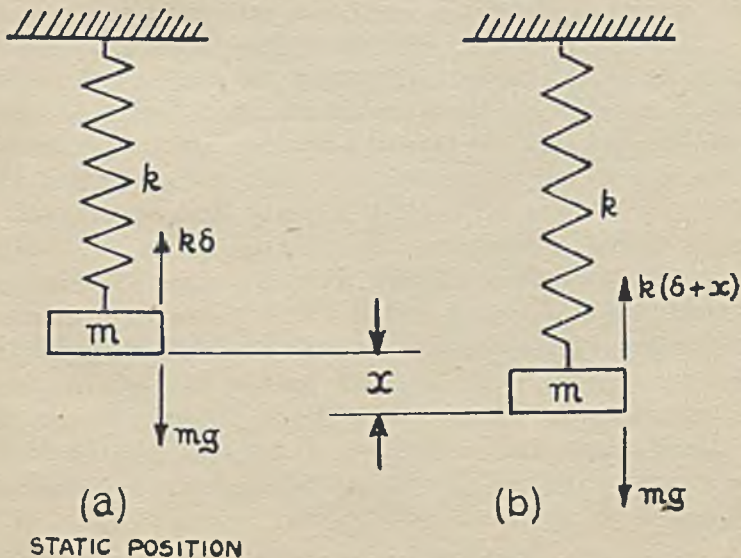 k
kδ
m
mg
(a)
STATIC POSITION
x
k
k(δ+x)
m
mg
(b)